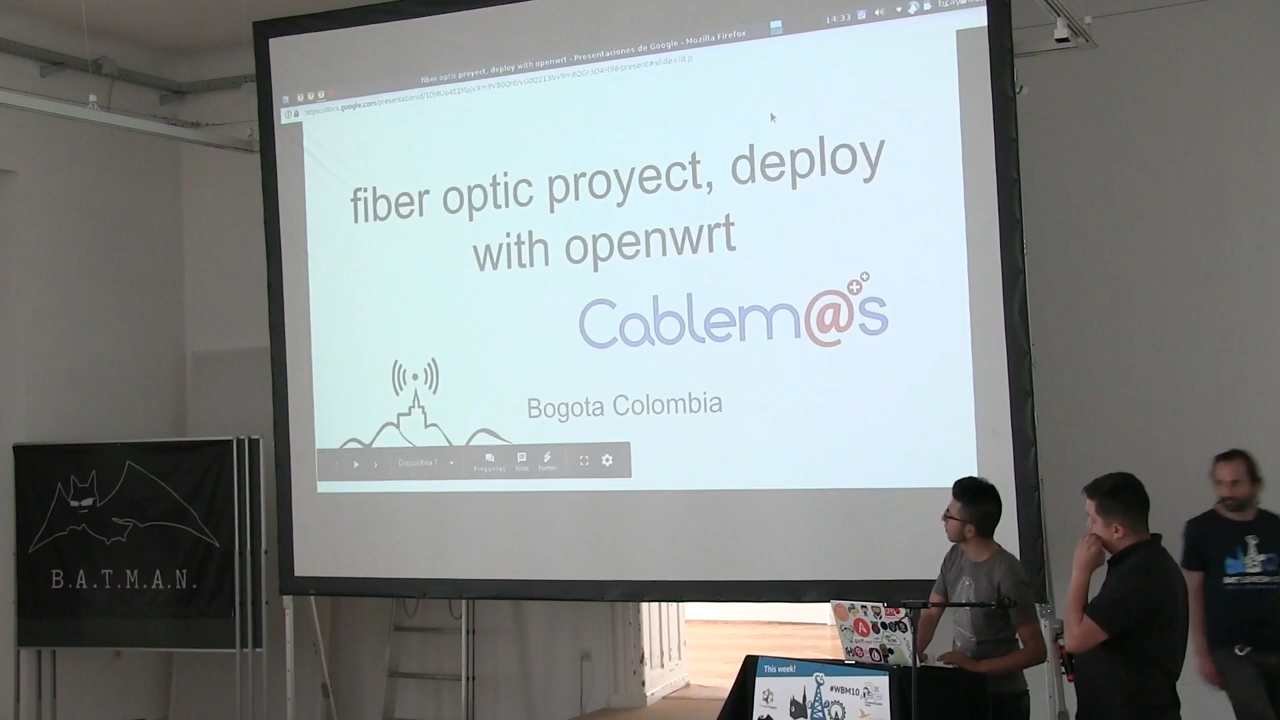 14:33
fiber optic proyect, deploy with openwrt - Presentaciones de Google - Mozilla Firefox
fiber optic proyect, deploy
with openwrt
Cablem@s
Bogota Colombia
Diapositiva 1
B.A.T.M.A.N.
This week!
#WBM10